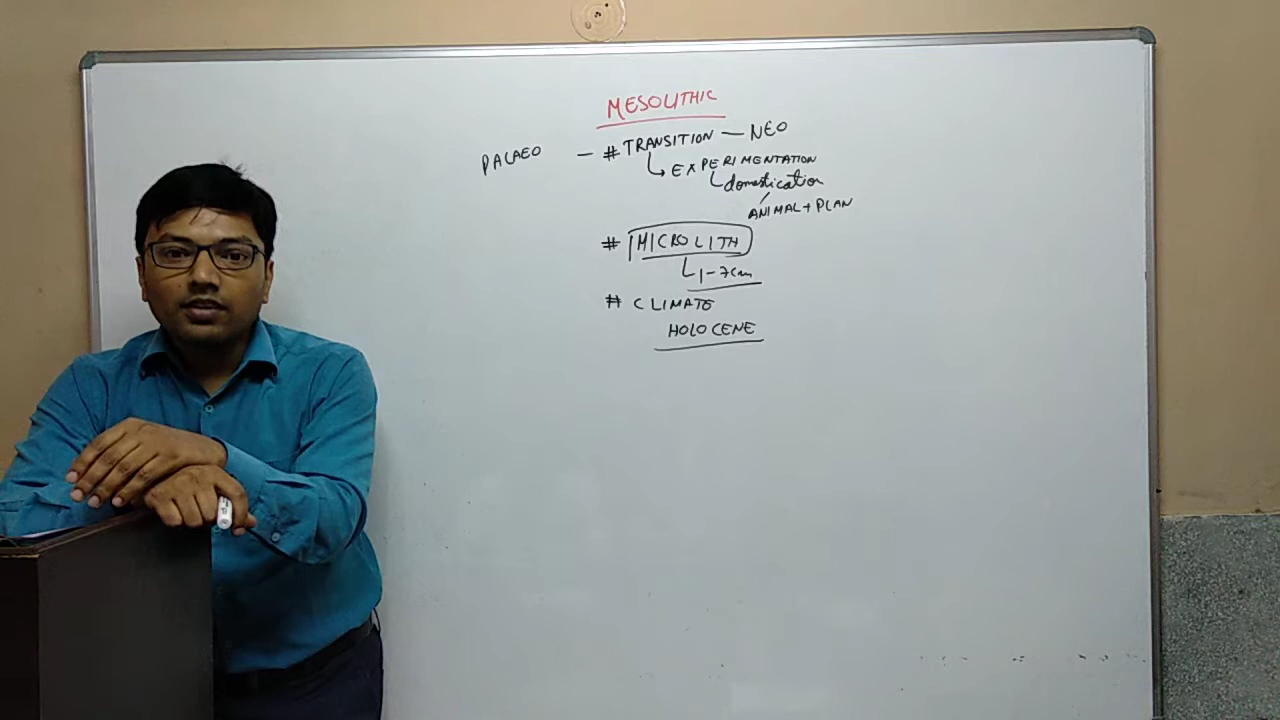 MESOLITHIC
PALAEO — # TRANSITION — NEO
EXPERIMENTATION
domestication
ANIMAL + PLAN
# MICROLITH
1-7cm
# CLIMATE
HOLOCENE